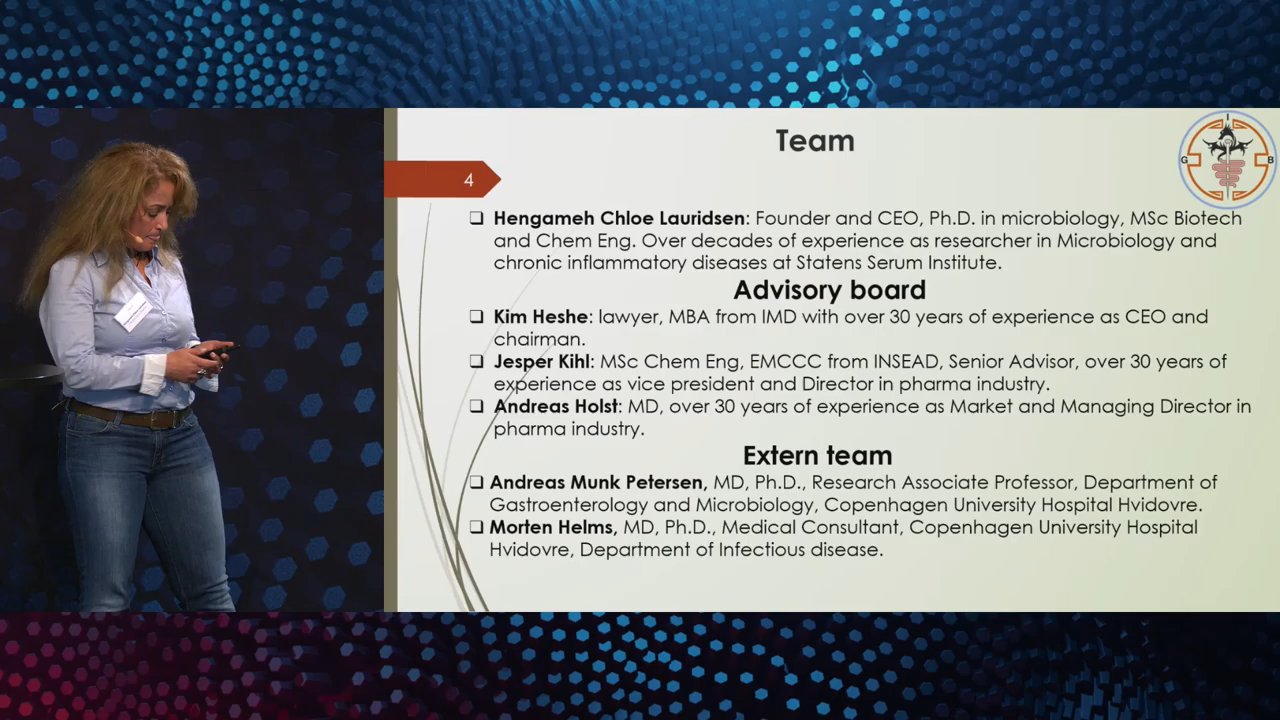 Team
4
G M B
❑ Hengameh Chloe Lauridsen: Founder and CEO, Ph.D. in microbiology, MSc Biotech
and Chem Eng. Over decades of experience as researcher in Microbiology and
chronic inflammatory diseases at Statens Serum Institute.
Advisory board
❑ Kim Heshe: lawyer, MBA from IMD with over 30 years of experience as CEO and
chairman.
❑ Jesper Kihl: MSc Chem Eng, EMCCC from INSEAD, Senior Advisor, over 30 years of
experience as vice president and Director in pharma industry.
❑ Andreas Holst: MD, over 30 years of experience as Market and Managing Director in
pharma industry.
Extern team
❑ Andreas Munk Petersen, MD, Ph.D., Research Associate Professor, Department of
Gastroenterology and Microbiology, Copenhagen University Hospital Hvidovre.
❑ Morten Helms, MD, Ph.D., Medical Consultant, Copenhagen University Hospital
Hvidovre, Department of Infectious disease.